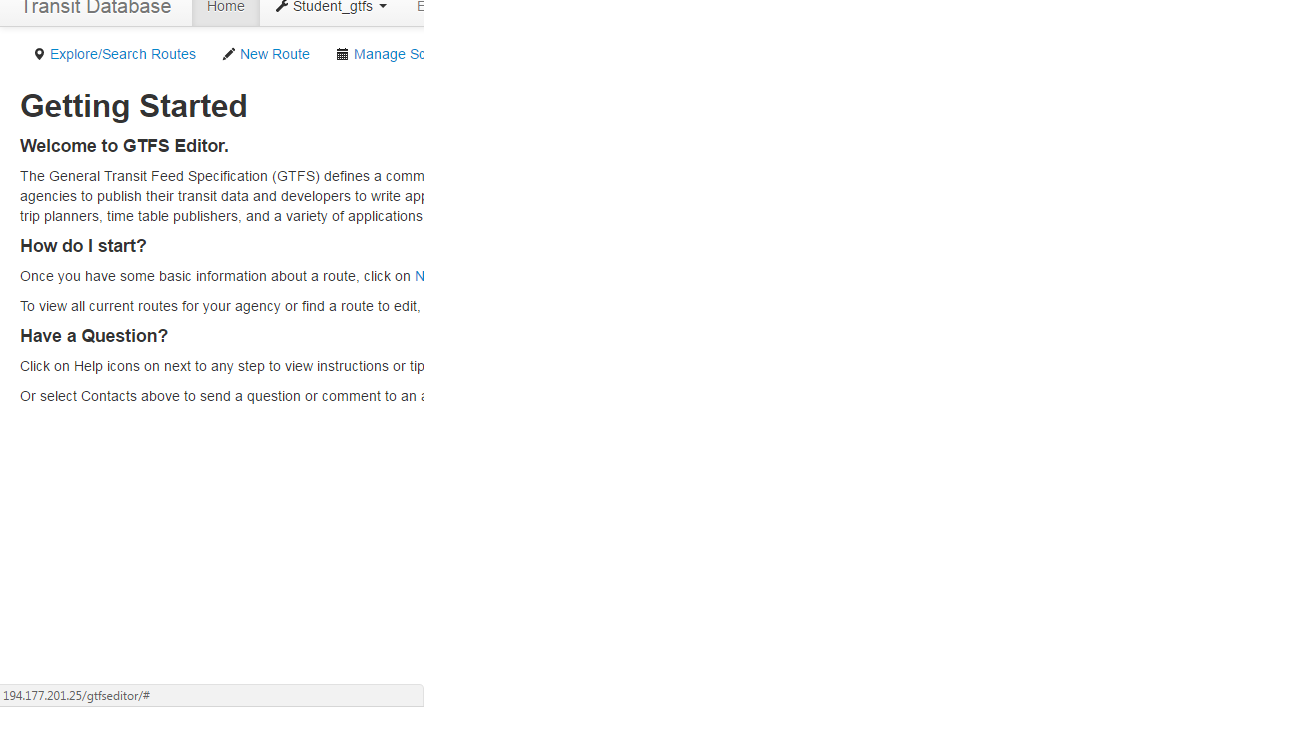 Transit Database Home Student_gtfs
Explore/Search Routes New Route Manage
Getting Started
Welcome to GTFS Editor.
The General Transit Feed Specification (GTFS) defines a
agencies to publish their transit data and developers to write
trip planners, time table publishers, and a variety of applications
How do I start?
Once you have some basic information about a route, click on
To view all current routes for your agency or find a route to edit,
Have a Question?
Click on Help icons on next to any step to view instructions or
Or select Contacts above to send a question or comment to an
194.177.201.25/gtfseditor/#